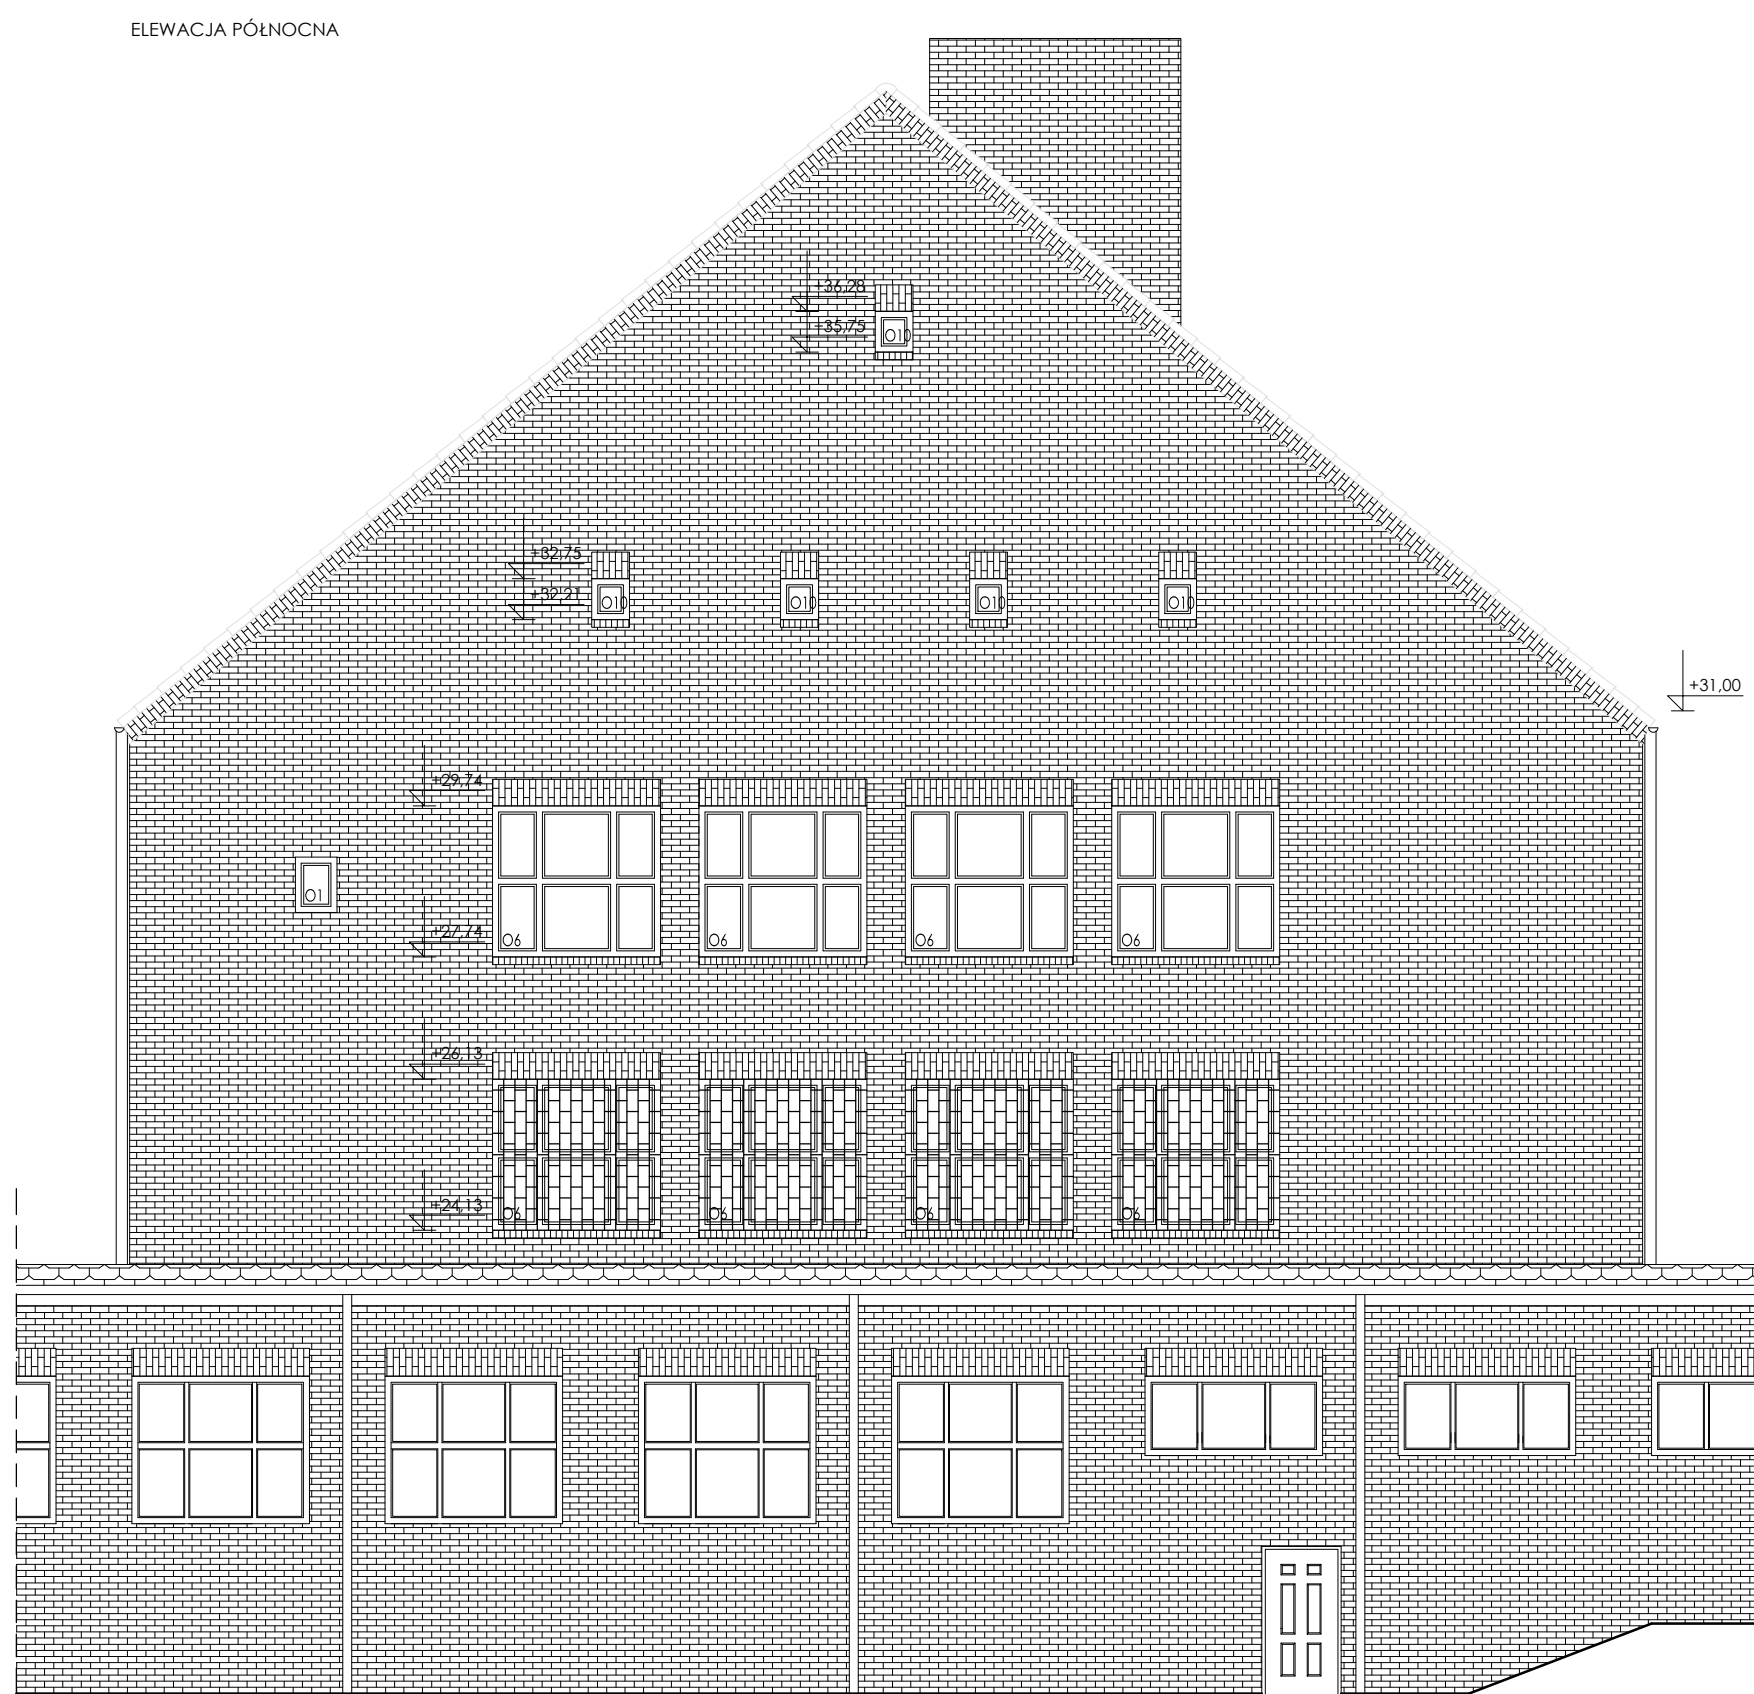 ELEWACJA PÓŁNOCNA
+36,28
+35,75
O10
+32,75
+32,21
O10 O10 O10 O10
+31,00
+29,74
O1
+27,74
O6 O6 O6 O6
+26,13
+24,13
O6 O6 O6 O6